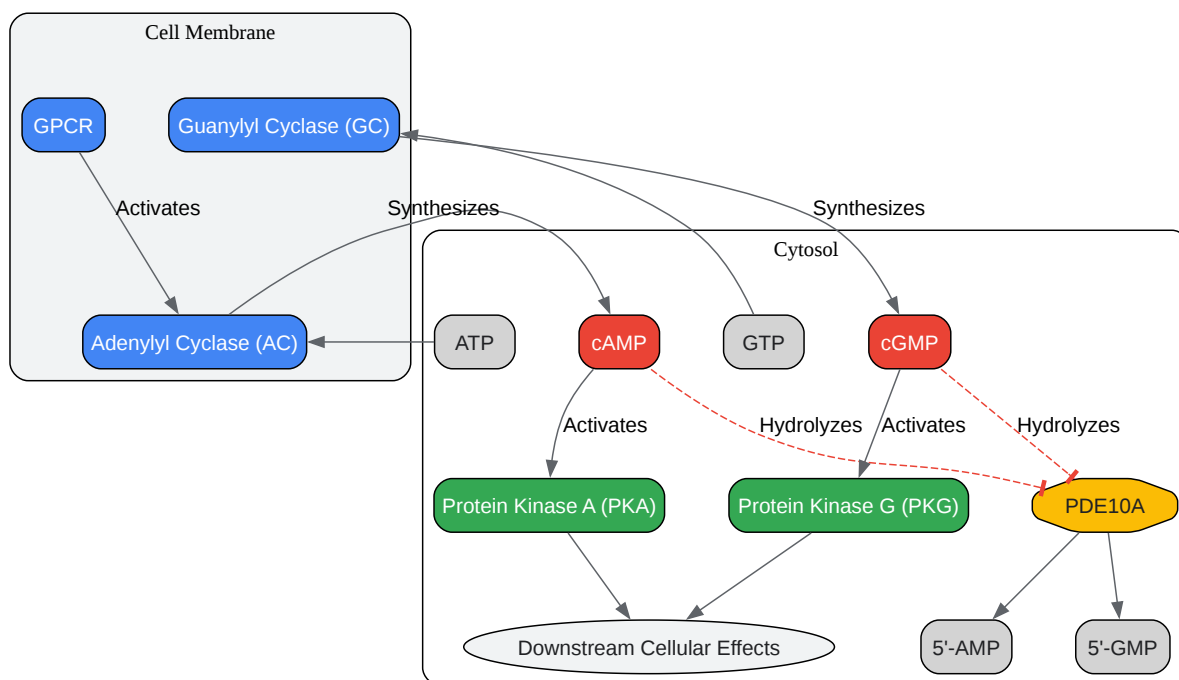 Cell Membrane
GPCR
Guanylyl Cyclase (GC)
Activates
Synthesizes
Synthesizes
Cytosol
Adenylyl Cyclase (AC)
ATP
cAMP
GTP
cGMP
Activates
Hydrolyzes
Activates
Hydrolyzes
Protein Kinase A (PKA)
Protein Kinase G (PKG)
PDE10A
Downstream Cellular Effects
5'-AMP
5'-GMP